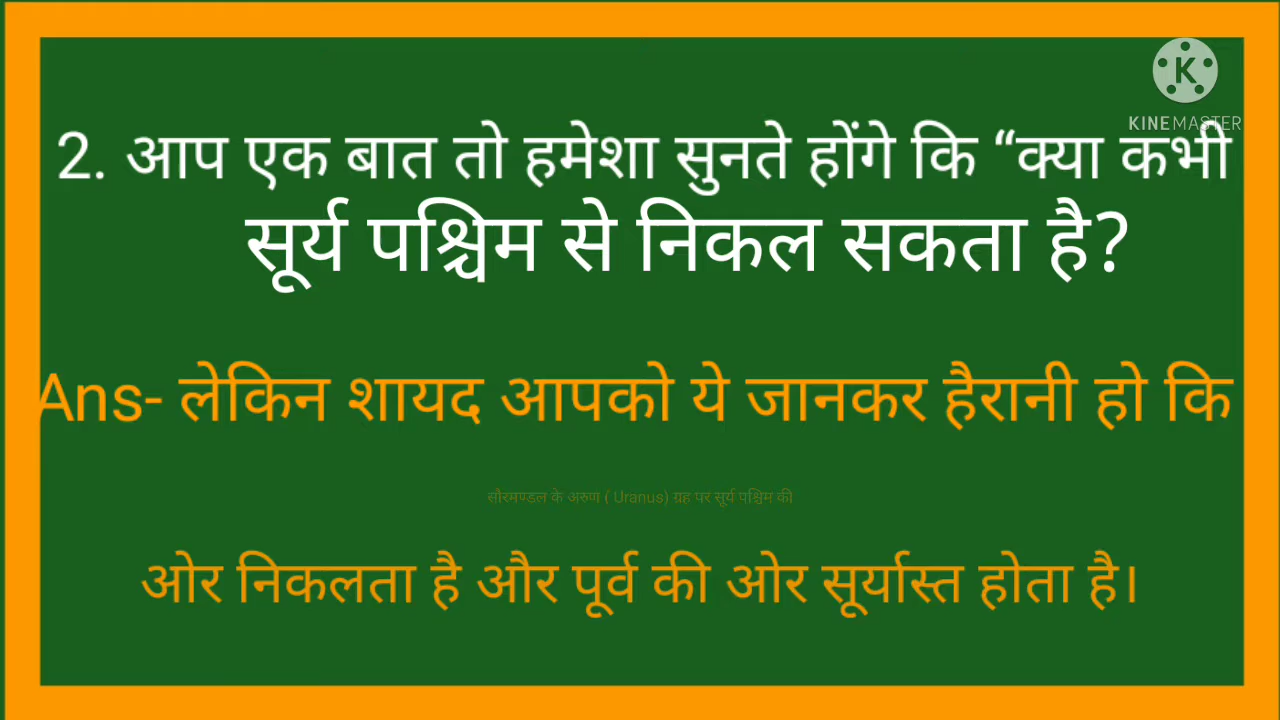 KINEMASTER
2. आप एक बात तो हमेशा सुनते होंगे कि “क्या कभी
सूर्य पश्चिम से निकल सकता है?
Ans- लेकिन शायद आपको ये जानकर हैरानी हो कि
सौरमण्डल के अरुण ( Uranus) ग्रह पर सूर्य पश्चिम की
ओर निकलता है और पूर्व की ओर सूर्यास्त होता है।